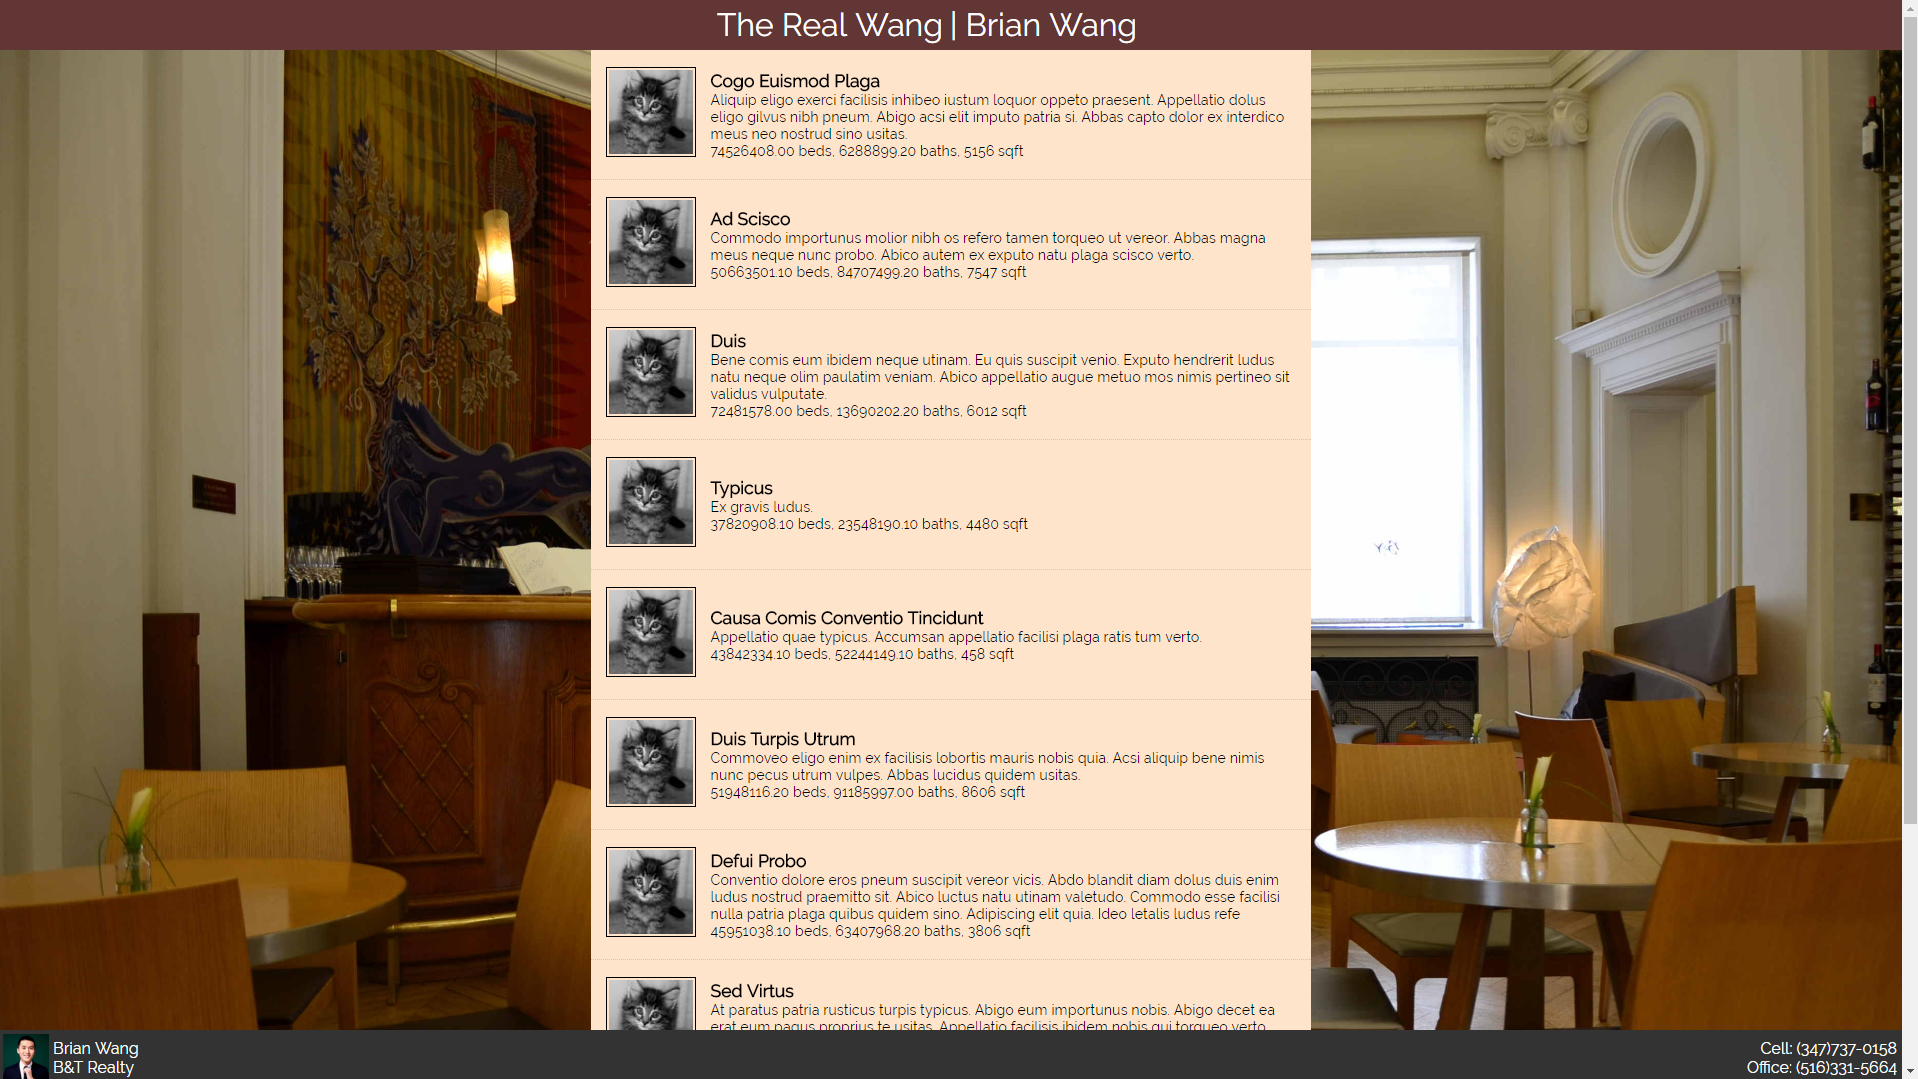 The Real Wang | Brian Wang
Cogo Euismod Plaga
Aliquip eligo exerci facilisis inhibeo iustum loquor oppeto praesent. Appellatio dolus
eligo gilvus nibh pneum. Abigo acsi elit imputo patria si. Abbas capto dolor ex interdico
meus neo nostrud sino usitas.
74526408.00 beds, 6288899.20 baths, 5156 sqft
Ad Scisco
Commodo importunus molior nibh os refero tamen torqueo ut vereor. Abbas magna
meus neque nunc probo. Abico autem ex exputo natu plaga scisco verto.
50663501.10 beds, 84707499.20 baths, 7547 sqft
Duis
Bene comis eum ibidem neque utinam. Eu quis suscipit venio. Exputo hendrerit ludus
natu neque olim paulatim veniam. Abico appellatio augue metuo mos nimis pertineo sit
validus vulputate.
72481578.00 beds, 13690202.20 baths, 6012 sqft
Typicus
Ex gravis ludus.
37820908.10 beds, 23548190.10 baths, 4480 sqft
Causa Comis Conventio Tincidunt
Appellatio quae typicus. Accumsan appellatio facilisi plaga ratis tum verto.
43842334.10 beds, 52244149.10 baths, 458 sqft
Duis Turpis Utrum
Commoveo eligo enim ex facilisis lobortis mauris nobis quia. Acsi aliquip bene nimis
nunc pecus utrum vulpes. Abbas lucidus quidem usitas.
51948116.20 beds, 91185997.00 baths, 8606 sqft
Defui Probo
Conventio dolore eros pneum suscipit vereor vicis. Abdo blandit diam dolus duis enim
ludus nostrud praemitto sit. Abico luctus natu utinam valetudo. Commodo esse facilisi
nulla patria plaga quibus quidem sino. Adipiscing elit quia. Ideo letalis ludus refe
45951038.10 beds, 63407968.20 baths, 3806 sqft
Sed Virtus
At paratus patria rusticus turpis typicus. Abigo eum importunus nobis. Abigo decet ea
erat eum pagus proprius te usitas. Appellatio facilisis ibidem nobis qui torqueo verto.
Brian Wang
B&T Realty
Cell: (347)737-0158
Office: (516)331-5664